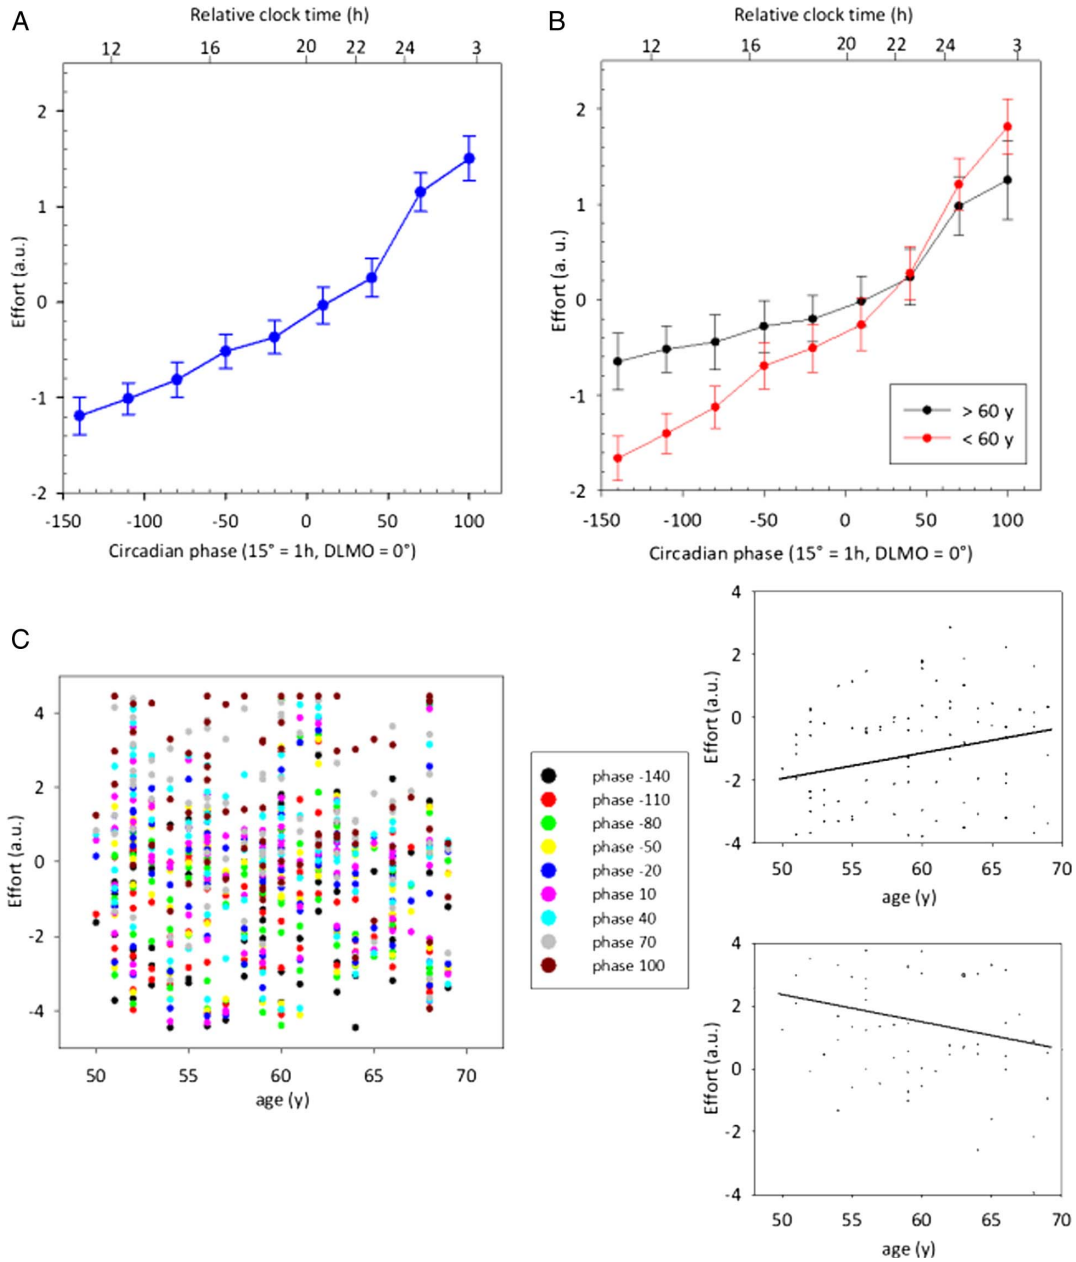 A
Relative clock time (h)
12 16 20 22 24 3
2
1
0
-1
-2
Effort (a.u.)
-150 -100 -50 0 50 100
Circadian phase (15° = 1h, DLMO = 0°)
B
Relative clock time (h)
12 16 20 22 24 3
2
1
0
-1
-2
Effort (a. u.)
> 60 y
< 60 y
-150 -100 -50 0 50 100
Circadian phase (15° = 1h, DLMO = 0°)
C
4
2
0
-2
-4
Effort (a.u.)
50 55 60 65 70
age (y)
phase -140
phase -110
phase -80
phase -50
phase -20
phase 10
phase 40
phase 70
phase 100
4
2
0
-2
-4
Effort (a.u.)
50 55 60 65 70
age (y)
4
2
0
-2
-4
Effort (a.u.)
50 55 60 65 70
age (y)